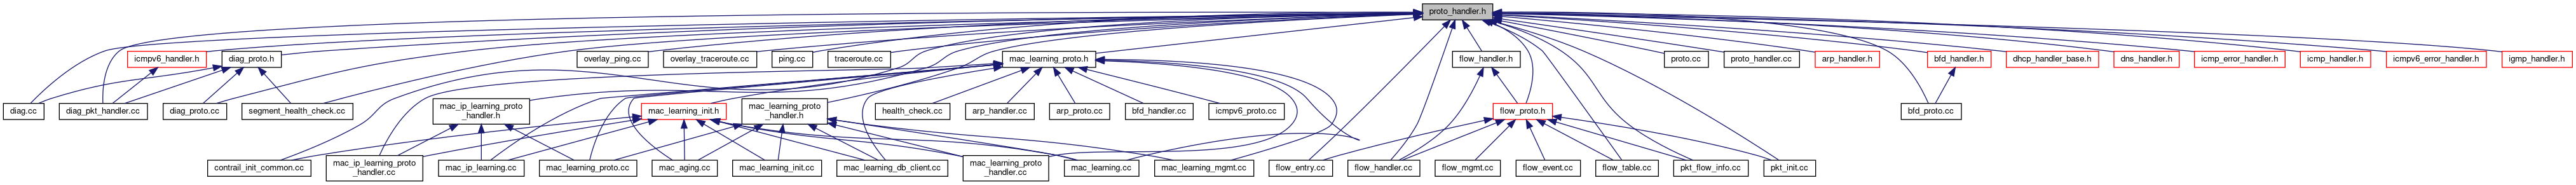 proto_handler.h
icmpv6_handler.h
diag_proto.h
overlay_ping.cc
overlay_traceroute.cc
ping.cc
traceroute.cc
mac_learning_proto.h
flow_handler.h
proto.cc
proto_handler.cc
arp_handler.h
bfd_handler.h
dhcp_handler_base.h
dns_handler.h
icmp_error_handler.h
icmp_handler.h
icmpv6_error_handler.h
igmp_handler.h
diag.cc
diag_pkt_handler.cc
diag_proto.cc
segment_health_check.cc
mac_ip_learning_proto
_handler.h
mac_learning_init.h
mac_learning_proto
_handler.h
health_check.cc
arp_handler.cc
arp_proto.cc
bfd_handler.cc
icmpv6_proto.cc
flow_proto.h
bfd_proto.cc
contrail_init_common.cc
mac_ip_learning_proto
_handler.cc
mac_ip_learning.cc
mac_learning_proto.cc
mac_aging.cc
mac_learning_init.cc
mac_learning_db_client.cc
mac_learning_proto
_handler.cc
mac_learning.cc
mac_learning_mgmt.cc
flow_entry.cc
flow_handler.cc
flow_mgmt.cc
flow_event.cc
flow_table.cc
pkt_flow_info.cc
pkt_init.cc